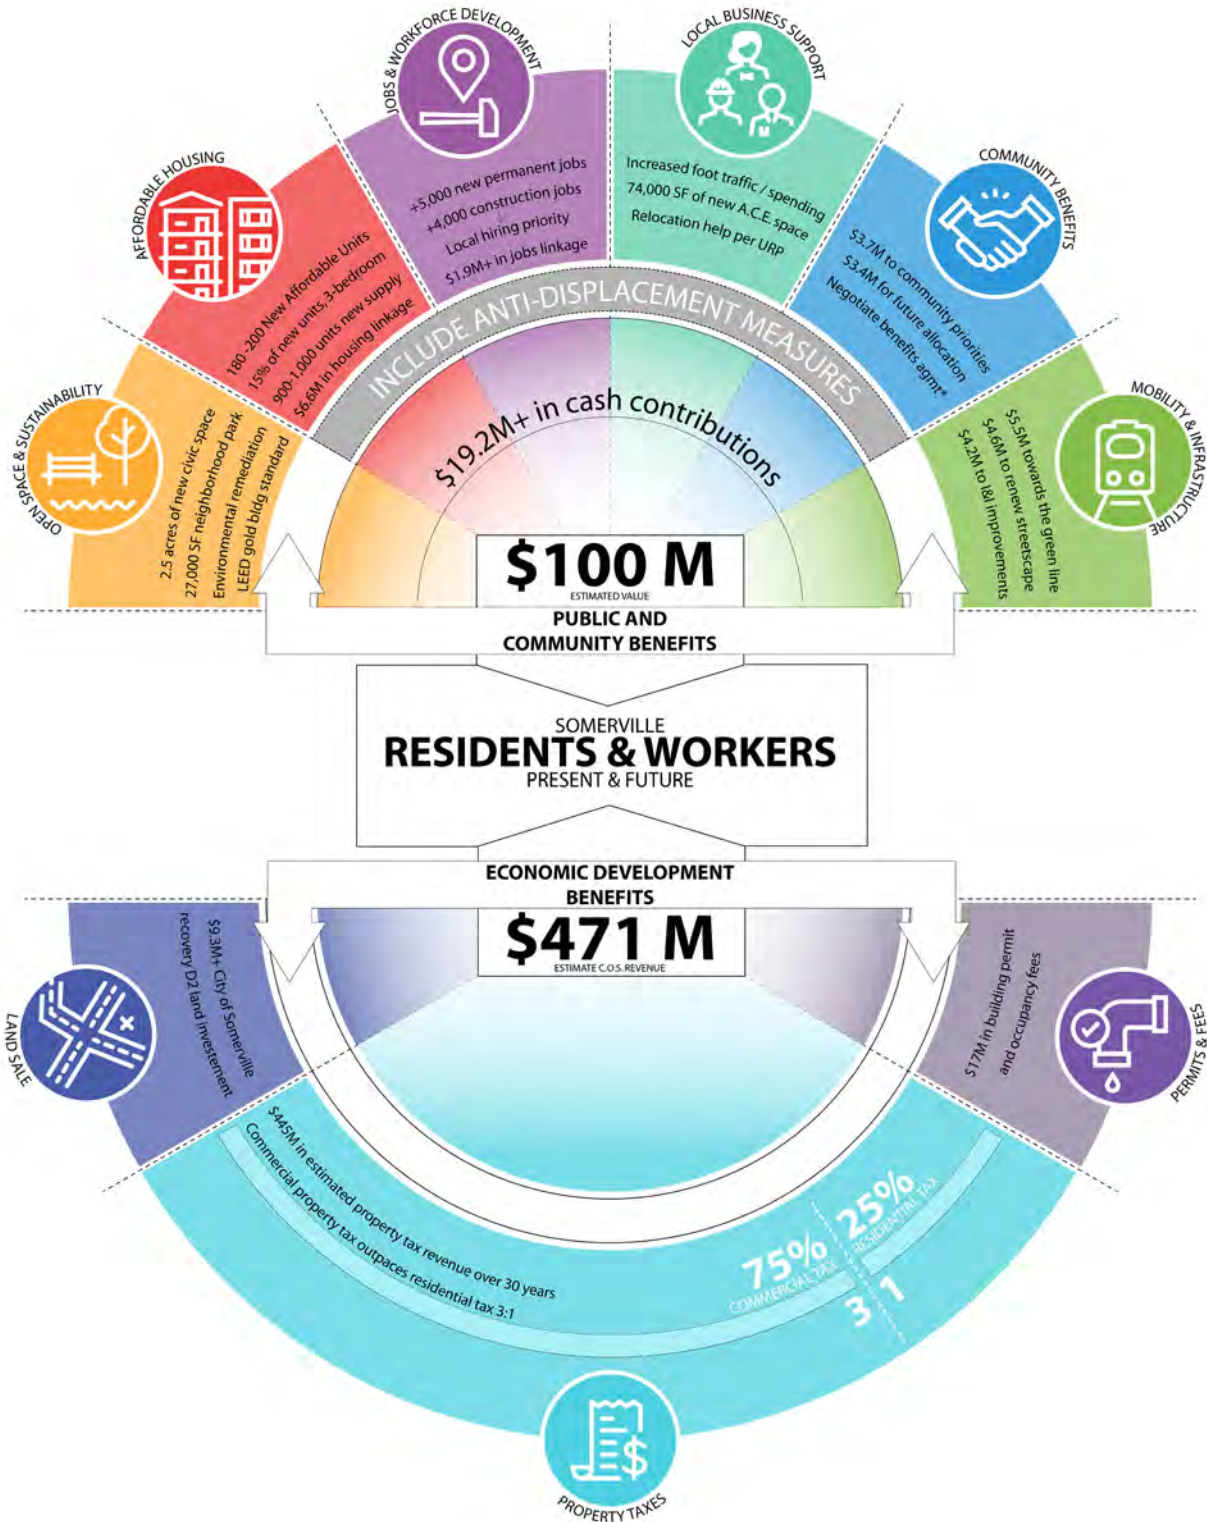 OPEN SPACE & SUSTAINABILITY
2.5 acres of new civic space
27,000 SF neighborhood park
Environmental remediation
LEED gold bldg standard
AFFORDABLE HOUSING
180 -200 New Affordable Units
15% of new units, 3-bedroom
900-1,000 units new supply
$6.6M in housing linkage
JOBS & WORKFORCE DEVELOPMENT
+5,000 new permanent jobs
+4,000 construction jobs
Local hiring priority
$1.9M+ in jobs linkage
LOCAL BUSINESS SUPPORT
Increased foot traffic / spending
74,000 SF of new A.C.E. space
Relocation help per URP
COMMUNITY BENEFITS
$3.7M to community priorities
$3.4M for future allocation
Negotiate benefits agmt*
MOBILITY & INFRASTRUCTURE
$5.5M towards the green line
$4.6M to renew streetscape
$4.2M to I&I improvements
INCLUDE ANTI-DISPLACEMENT MEASURES
$19.2M+ in cash contributions
$100 M
ESTIMATED VALUE
PUBLIC AND
COMMUNITY BENEFITS
SOMERVILLE
RESIDENTS & WORKERS
PRESENT & FUTURE
ECONOMIC DEVELOPMENT
BENEFITS
$471 M
ESTIMATE C.O.S. REVENUE
LAND SALE
$9.3M+ City of Somerville
recovery D2 land investement
$17M in building permit
and occupancy fees
PERMITS & FEES
$445M in estimated property tax revenue over 30 years
Commercial property tax outpaces residential tax 3:1
75%
COMMERCIAL TAX
25%
RESIDENTIAL TAX
3 1
$
PROPERTY TAXES